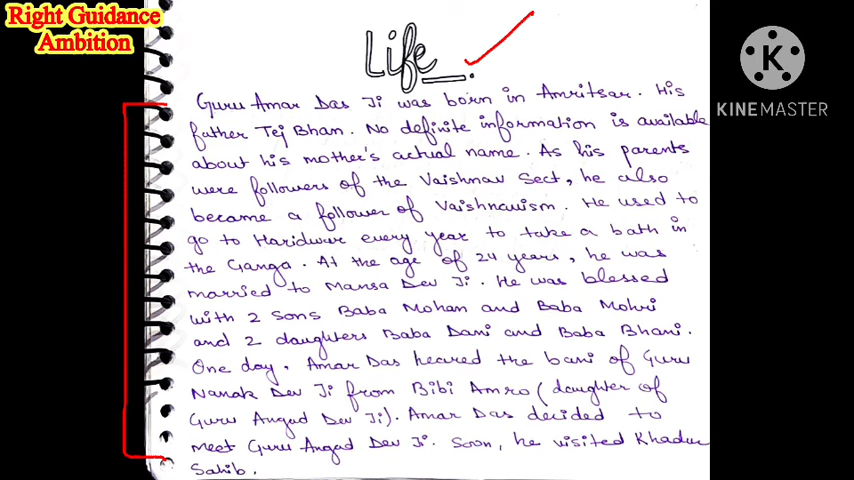 Right Guidance
Ambition
KINEMASTER
Life
Guru Amar Das Ji was born in Amritsar. His
father Tej Bhan. No definite information is available
about his mother's actual name. As his parents
were followers of the Vaishnav Sect, he also
became a follower of Vaishnavism. He used to
go to Haridwar every year to take a bath in
the Ganga. At the age of 24 years, he was
married to Mansa Dev Ji. He was blessed
with 2 sons Baba Mohan and Baba Mohri
and 2 daughters Baba Dani and Baba Bhani.
One day, Amar Das heared the bani of Guru
Nanak Dev Ji from Bibi Amro (daughter of
Guru Angad Dev Ji). Amar Das decided to
meet Guru Angad Dev Ji. Soon, he visited Khadur
Sahib.